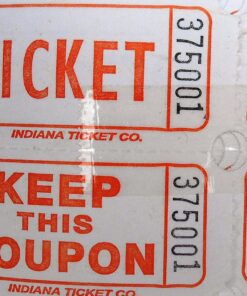 ICKET
375001
INDIANA TICKET CO.
KEEP
THIS
OUPON
375001
INDIANA TICKET CO